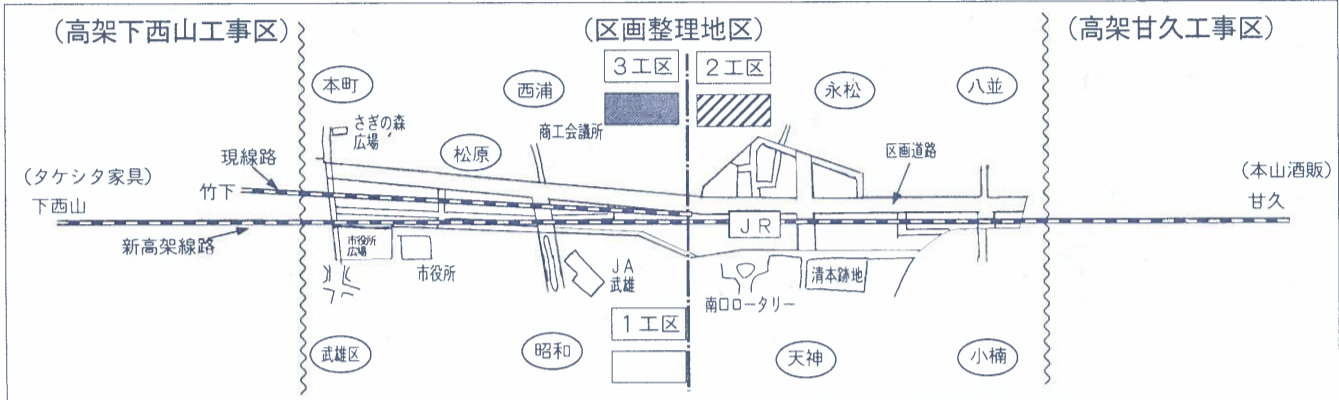 (高架下西山工事区)
(区画整理地区)
(高架甘久工事区)
3工区
2工区
本町
西浦
永松
八並
さぎの森
広場
商工会議所
松原
区画道路
現線路
(タケシタ家具)
竹下
下西山
(本山酒販)
甘久
JR
新高架線路
市役所
広場
市役所
JA
武雄
清本跡地
南口ロータリー
1工区
武雄区
昭和
天神
小楠